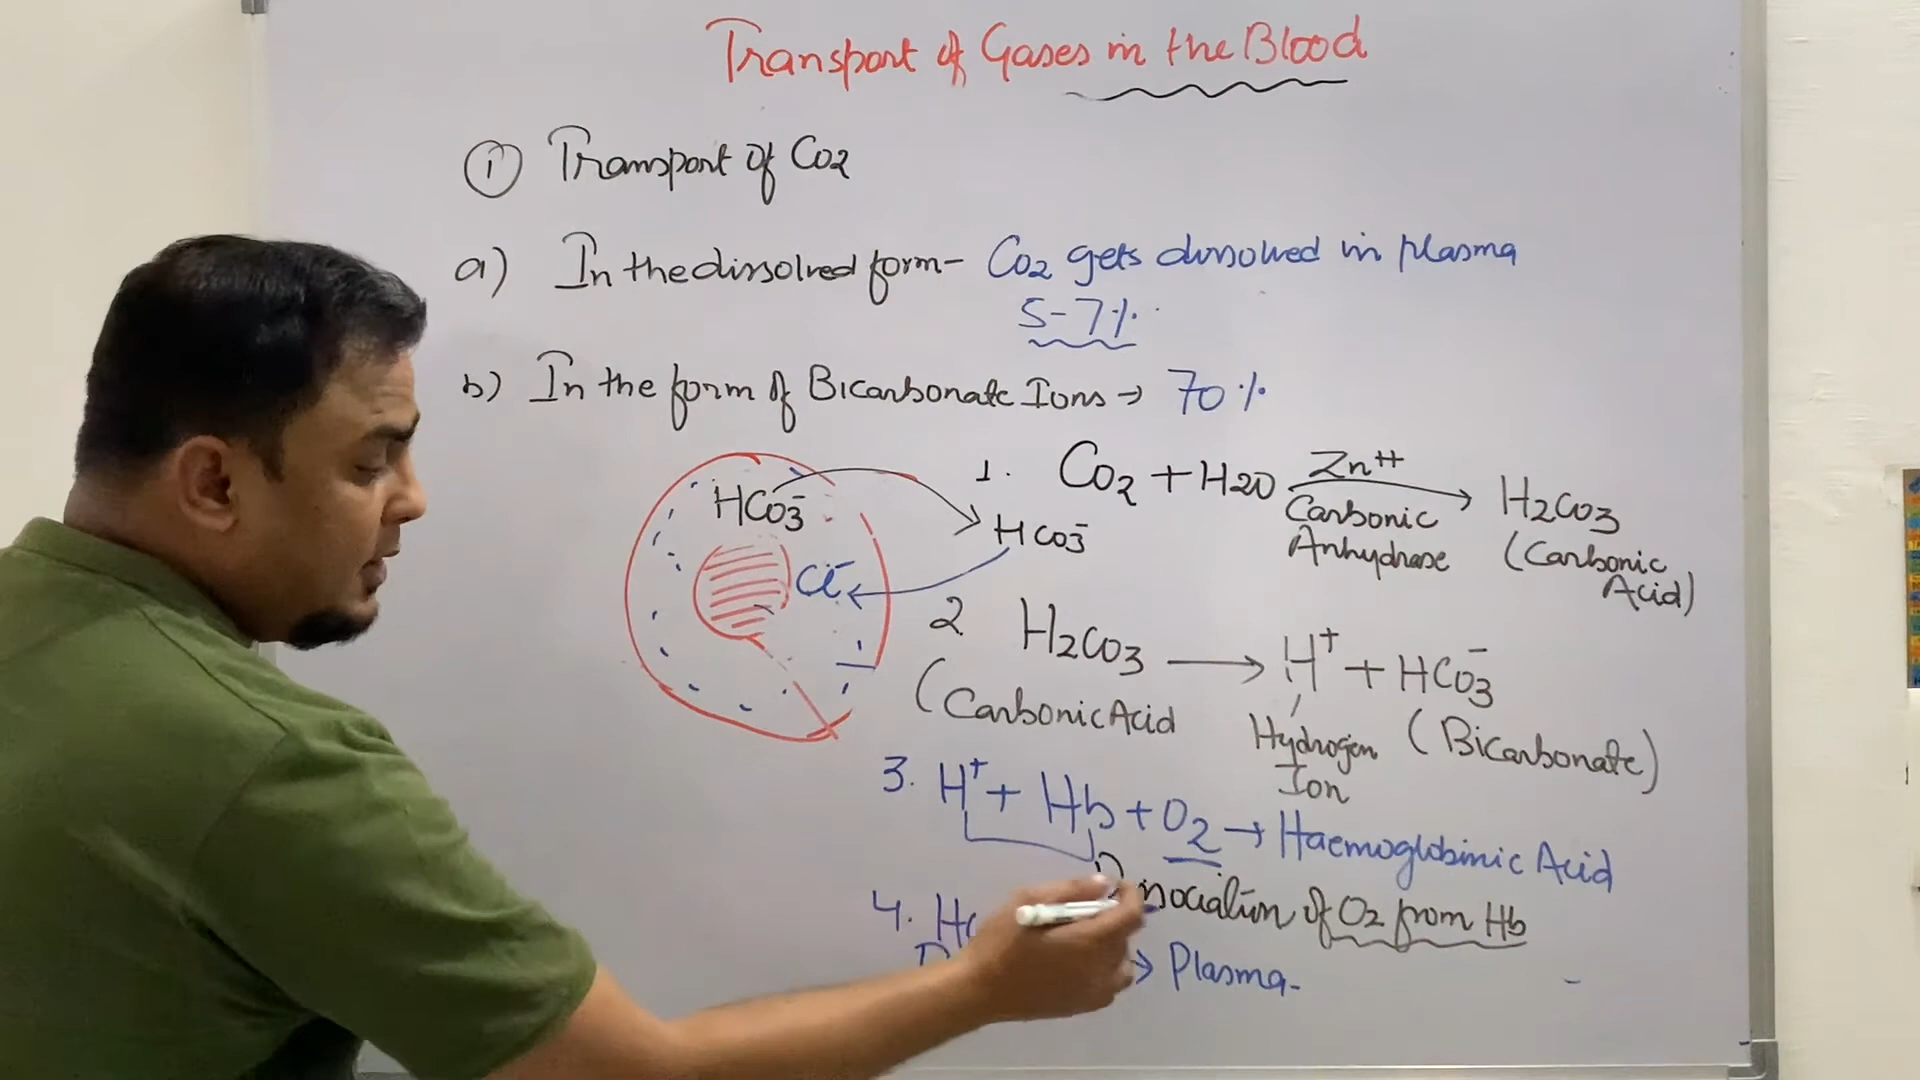 Transport of Gases in the Blood
① Transport of Co2
a) In the dissolved form - Co2 gets dissolved in plasma
5-7%
b) In the form of Bicarbonate Ions → 70%
HCo3⁻
Cl⁻
HCo3⁻
1. Co2 + H2O Zn++ → H2Co3
Carbonic Anhydrase
(Carbonic Acid)
2 H2Co3 → H+ + HCo3⁻
(Carbonic Acid
Hydrogen Ion
(Bicarbonate)
3. H+ + Hb + O2 → Haemoglobinic Acid
Dissociation of O2 from Hb
4.
→ Plasma.